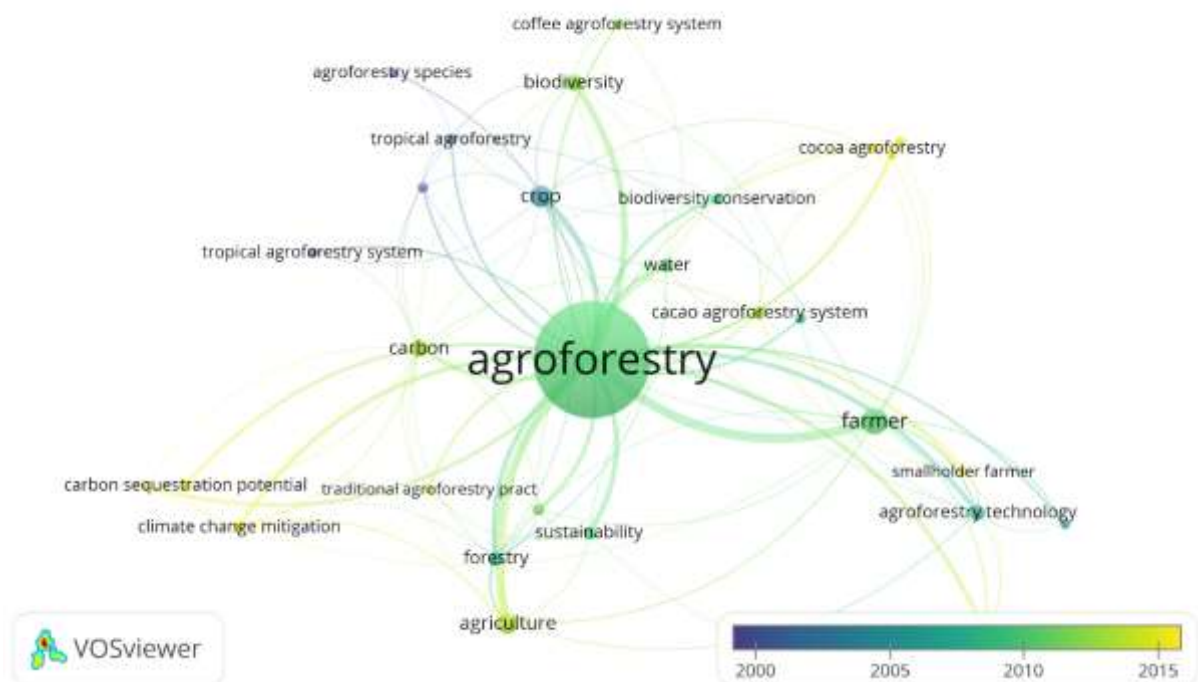 coffee agroforestry system
agroforestry species
biodiversity
tropical agroforestry
cocoa agroforestry
crop
biodiversity conservation
tropical agroforestry system
water
cacao agroforestry system
carbon
agroforestry
farmer
smallholder farmer
carbon sequestration potential
traditional agroforestry pract
agroforestry technology
climate change mitigation
sustainability
forestry
agriculture
VOSviewer
2000 2005 2010 2015